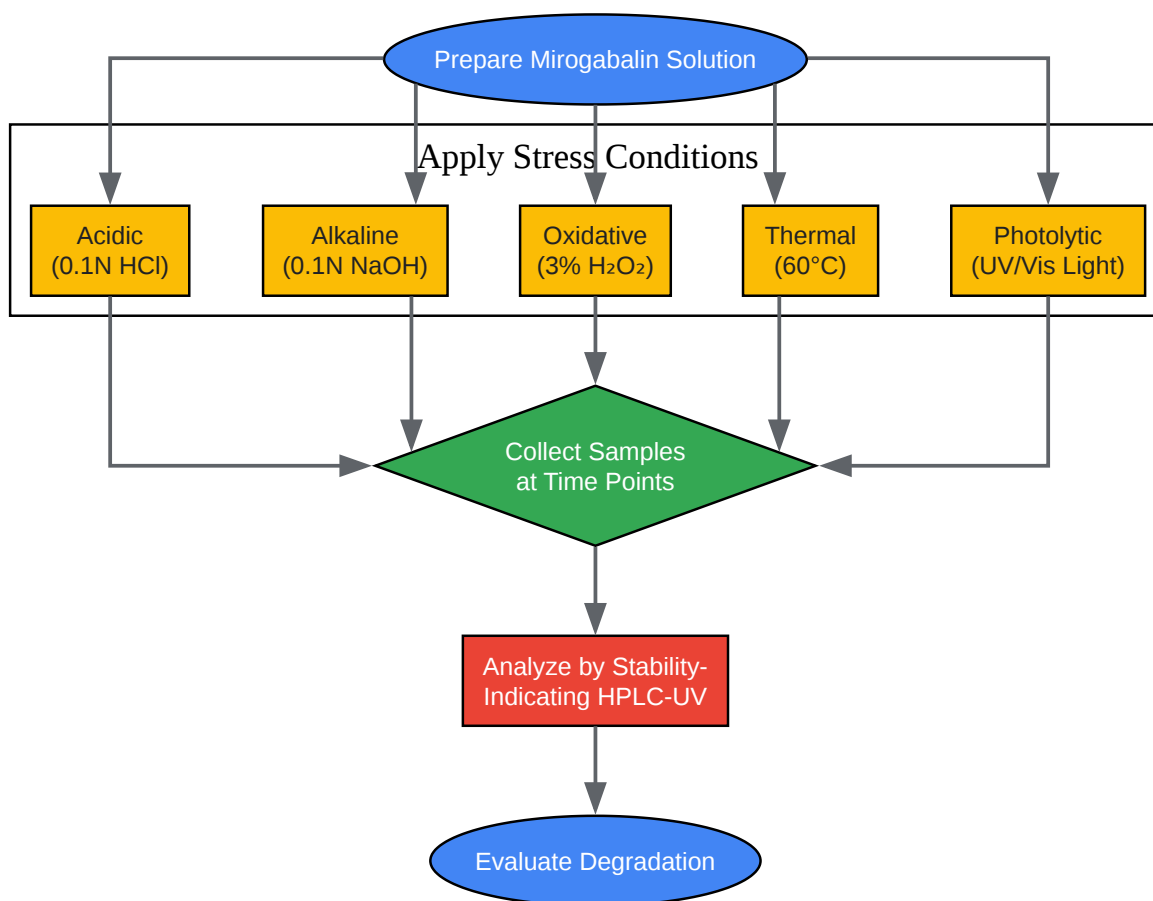 Prepare Mirogabalin Solution
Apply Stress Conditions
Acidic
(0.1N HCl)
Alkaline
(0.1N NaOH)
Oxidative
(3% H₂O₂)
Thermal
(60°C)
Photolytic
(UV/Vis Light)
Collect Samples
at Time Points
Analyze by Stability-
Indicating HPLC-UV
Evaluate Degradation